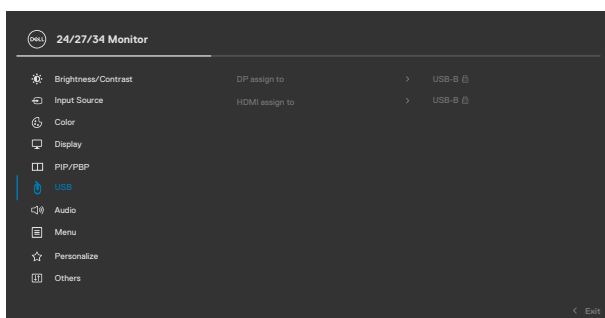 DELL 24/27/34 Monitor
Brightness/Contrast DP assign to > USB-B
Input Source HDMI assign to > USB-B
Color
Display
PIP/PBP
USB
Audio
Menu
Personalize
Others
< Exit